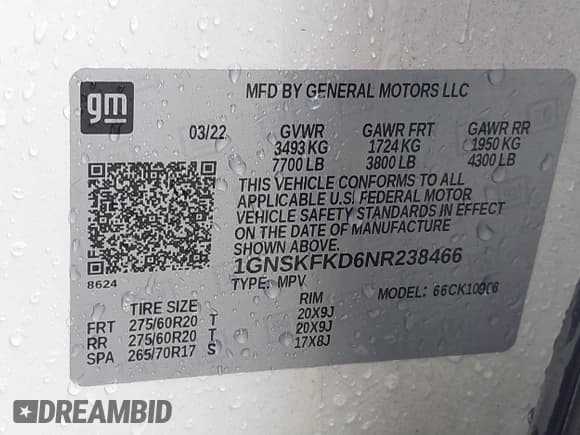 gm
MFD BY GENERAL MOTORS LLC
03/22 GVWR GAWR FRT GAWR RR
3493 KG 1724 KG 1950 KG
7700 LB 3800 LB 4300 LB
THIS VEHICLE CONFORMS TO ALL
APPLICABLE U.S. FEDERAL MOTOR
VEHICLE SAFETY STANDARDS IN EFFECT
ON THE DATE OF MANUFACTURE
SHOWN ABOVE.
1GNSKFKD6NR238466
TYPE: MPV MODEL:
8624
TIRE SIZE RIM
FRT 275/60R20 T 20X9J
RR 275/60R20 T 20X9J
SPA 265/70R17 S 17X8J
DREAMBID